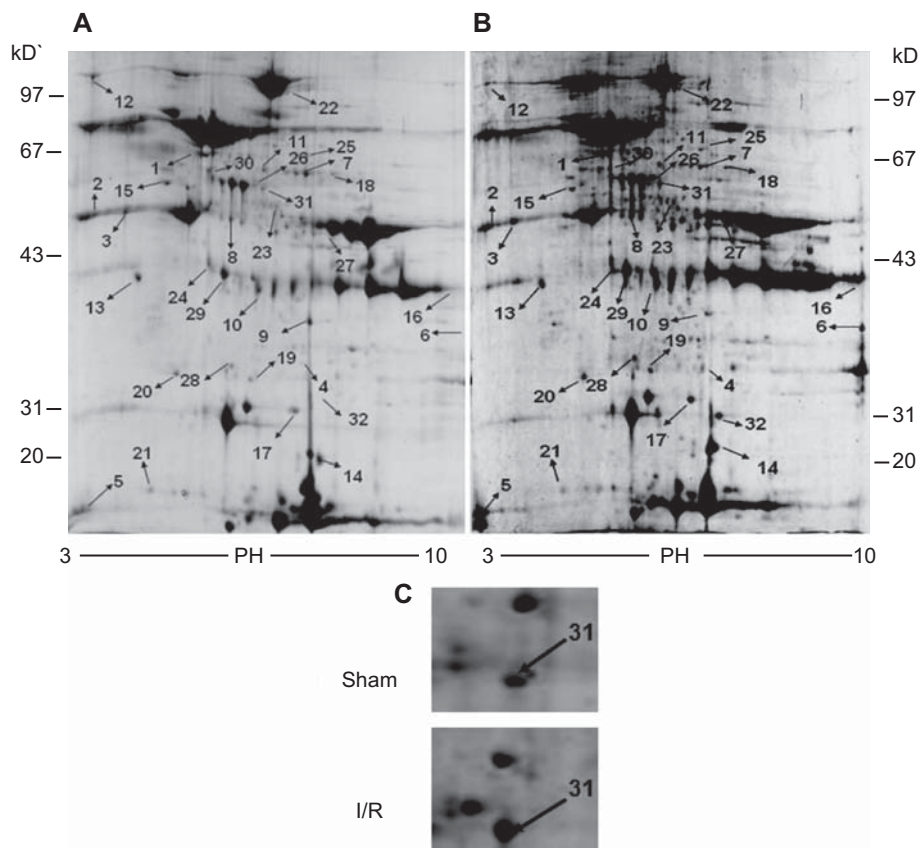 A B
kD` kD
97 97
12 22 12 22
67 67
1 30 11 26 25 7 18 1 30 11 26 25 7 18
2 15 31 2 15 31
3 8 23 3 8 23
43 27 27 43
13 24 29 10 16 13 24 29 10 16
9 6 9 6
20 28 19 4 20 28 19 4
31 32 32 31
17 17
20 21 14 21 14 20
5 5
3 PH 10 3 PH 10
C
31
Sham
31
I/R